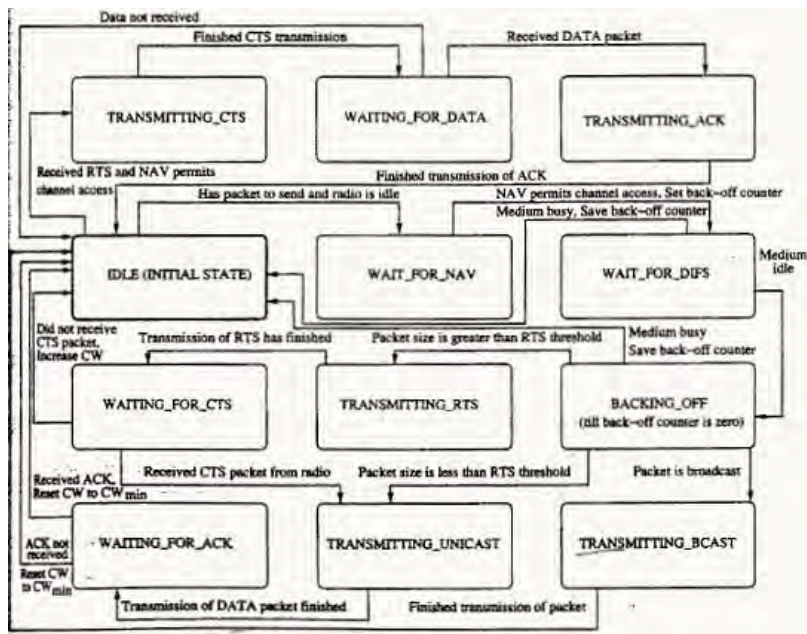 Data not received
Finished CTS transmission
Received DATA packet
TRANSMITTING_CTS
WAITING_FOR_DATA
TRANSMITTING_ACK
Received RTS and NAV permits
channel access
Finished transmission of ACK
Has packet to send and radio is idle
NAV permits channel access, Set back-off counter
Medium busy, Save back-off counter
IDLE (INITIAL STATE)
WAIT_FOR_NAV
WAIT_FOR_DIFS
Medium
idle
Did not receive
CTS packet,
Increase CW
Transmission of RTS has finished
Packet size is greater than RTS threshold
Medium busy
Save back-off counter
WAITING_FOR_CTS
TRANSMITTING_RTS
BACKING_OFF
(till back-off counter is zero)
Received ACK,
Reset CW to CWmin
Received CTS packet from radio
Packet size is less than RTS threshold
Packet is broadcast
ACK not
received
Reset CW
to CWmin
WAITING_FOR_ACK
TRANSMITTING_UNICAST
TRANSMITTING_BCAST
Transmission of DATA packet finished
Finished transmission of packet